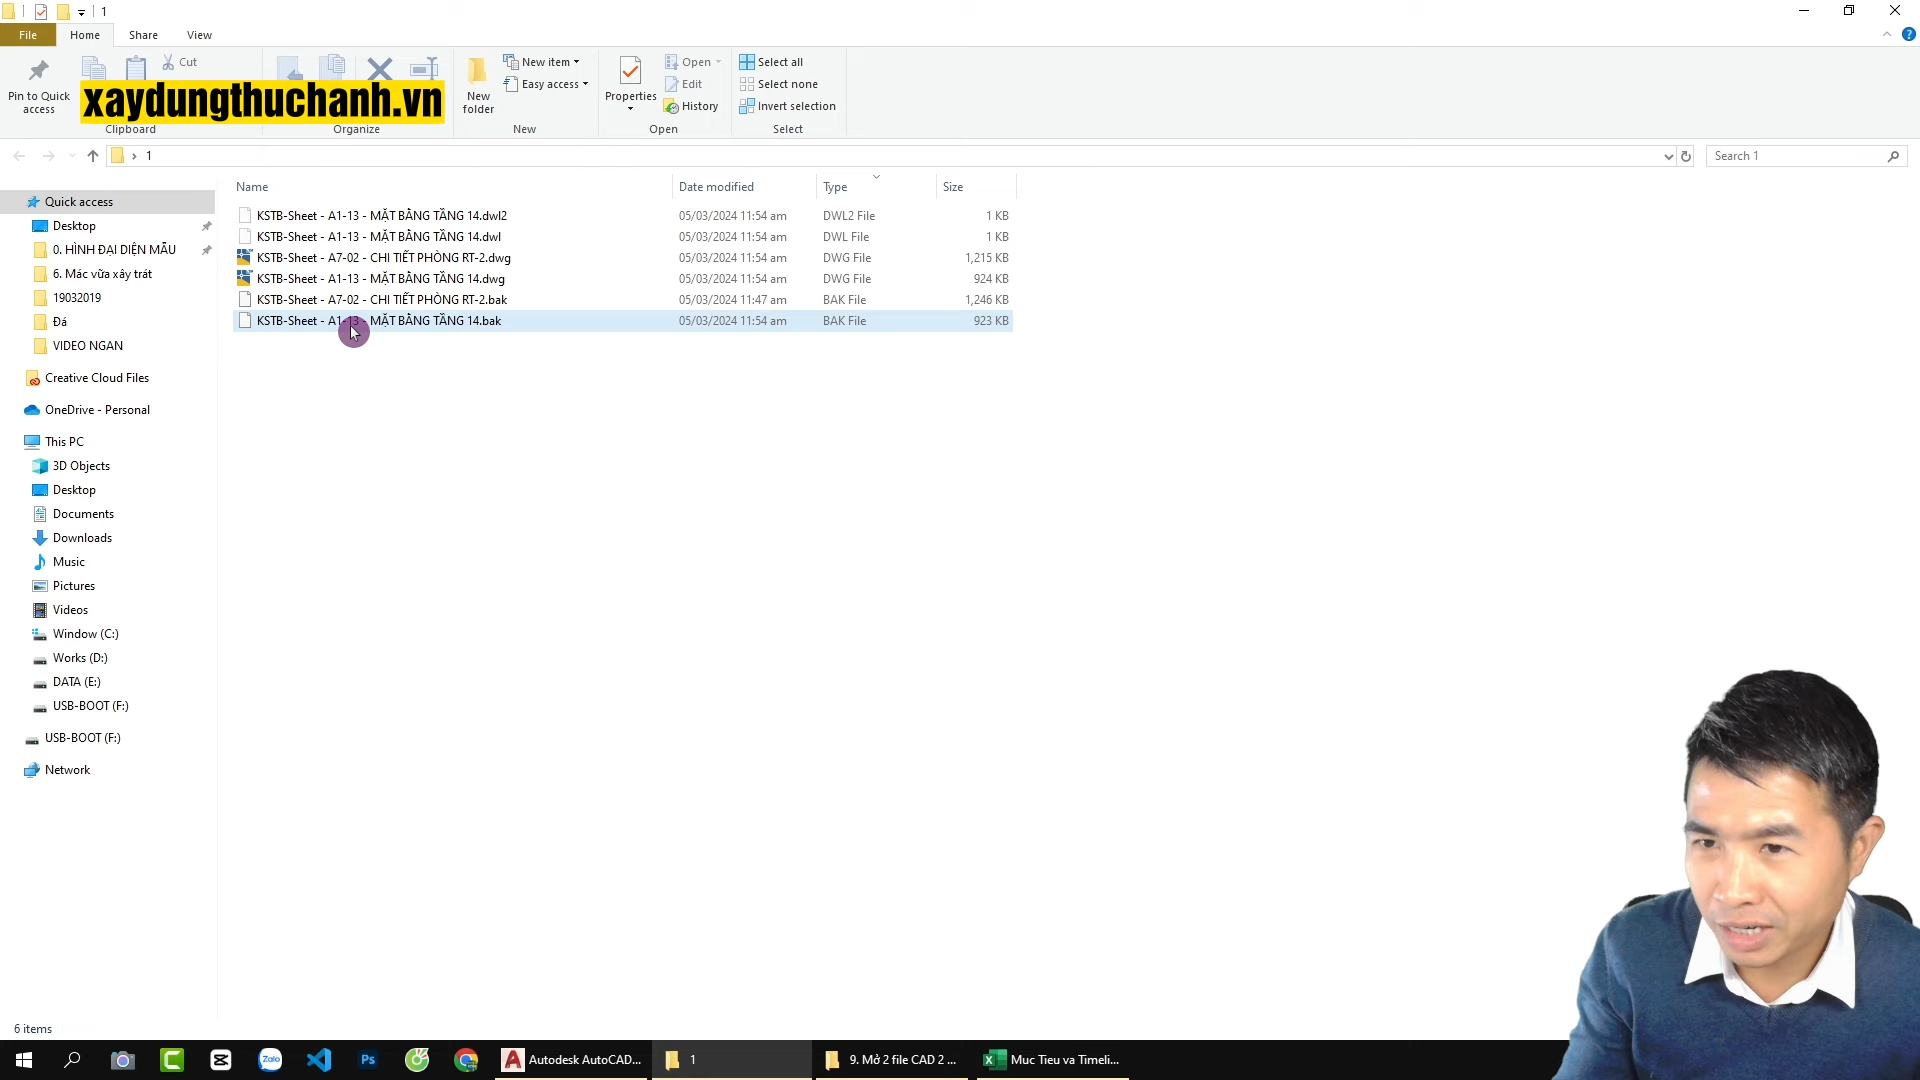 1
File
Home
Share
View
Pin to Quick access
Cut
xaydungthuchanh.vn
Clipboard
Organize
New folder
New item
Easy access
New
Properties
Open
Edit
History
Open
Select all
Select none
Invert selection
Select
1
Search 1
Name
Date modified
Type
Size
KSTB-Sheet - A1-13 - MẶT BẰNG TẦNG 14.dwl2
05/03/2024 11:54 am
DWL2 File
1 KB
KSTB-Sheet - A1-13 - MẶT BẰNG TẦNG 14.dwl
05/03/2024 11:54 am
DWL File
1 KB
KSTB-Sheet - A7-02 - CHI TIẾT PHÒNG RT-2.dwg
05/03/2024 11:54 am
DWG File
1,215 KB
KSTB-Sheet - A1-13 - MẶT BẰNG TẦNG 14.dwg
05/03/2024 11:54 am
DWG File
924 KB
KSTB-Sheet - A7-02 - CHI TIẾT PHÒNG RT-2.bak
05/03/2024 11:47 am
BAK File
1,246 KB
KSTB-Sheet - A1-13 - MẶT BẰNG TẦNG 14.bak
05/03/2024 11:54 am
BAK File
923 KB
Quick access
Desktop
0. HÌNH ĐẠI DIỆN MẪU
6. Mác vữa xây trát
19032019
Đá
VIDEO NGAN
Creative Cloud Files
OneDrive - Personal
This PC
3D Objects
Desktop
Documents
Downloads
Music
Pictures
Videos
Window (C:)
Works (D:)
DATA (E:)
USB-BOOT (F:)
USB-BOOT (F:)
Network
6 items
Zalo
Ps
Autodesk AutoCAD...
1
9. Mở 2 file CAD 2 ...
Muc Tieu va Timeli...